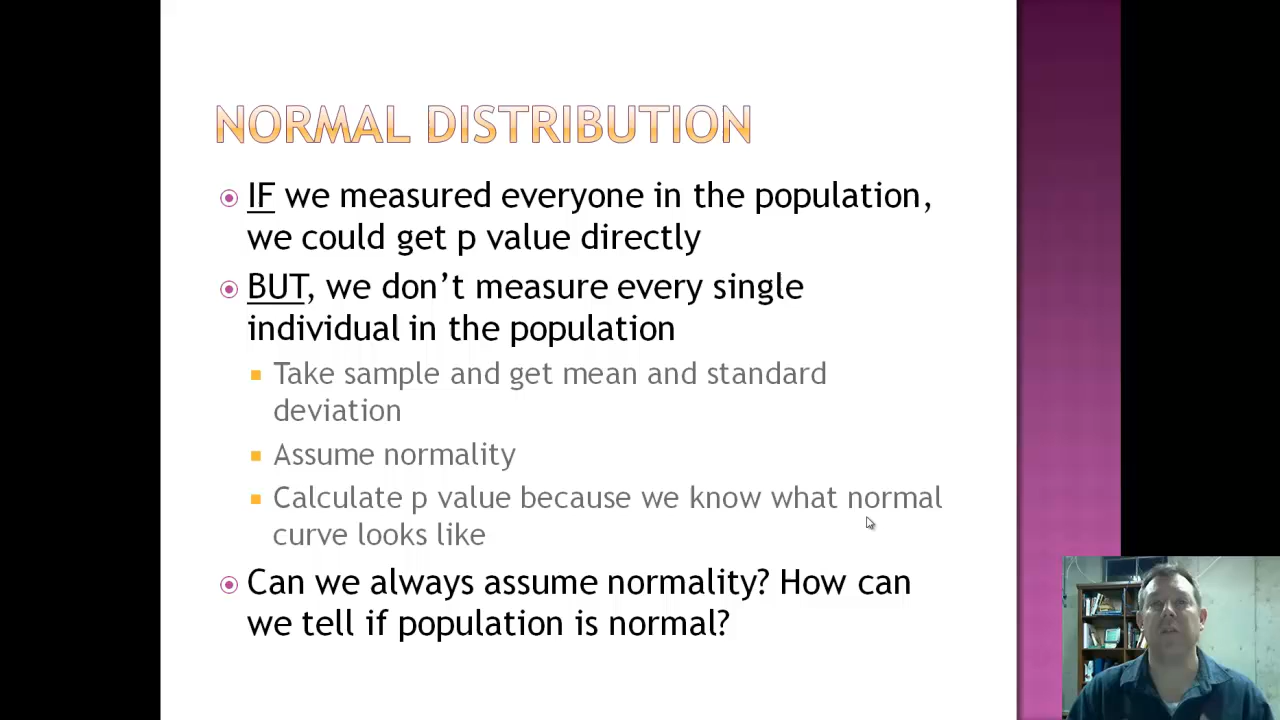 NORMAL DISTRIBUTION
IF we measured everyone in the population,
we could get p value directly
BUT, we don't measure every single
individual in the population
Take sample and get mean and standard
deviation
Assume normality
Calculate p value because we know what normal
curve looks like
Can we always assume normality? How can
we tell if population is normal?